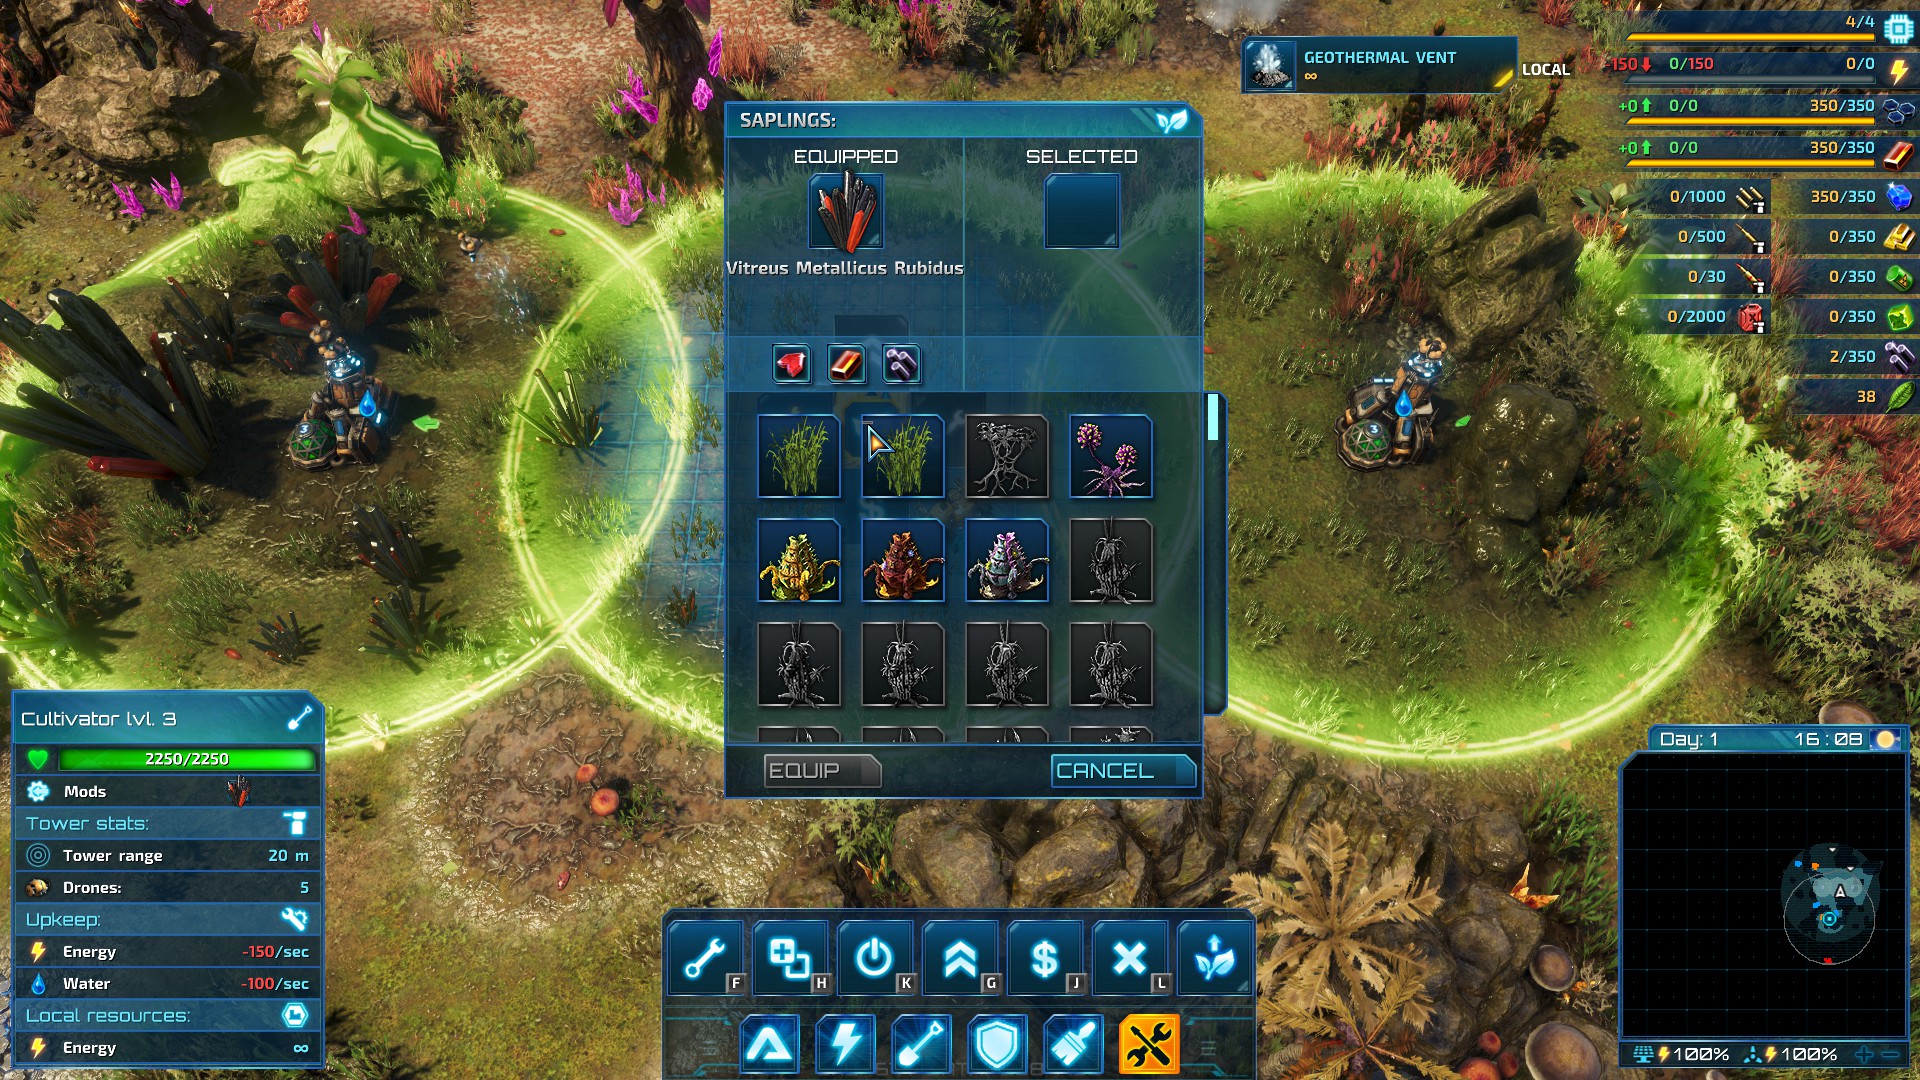 GEOTHERMAL VENT
∞
LOCAL
4/4
-150 0/150 0/0
+0 0/0 350/350
+0 0/0 350/350
0/1000 350/350
0/500 0/350
0/30 0/350
0/2000 0/350
2/350
38
SAPLINGS:
EQUIPPED
SELECTED
Vitreus Metallicus Rubidus
EQUIP
CANCEL
3
3
Cultivator lvl. 3
2250/2250
Mods
Tower stats:
Tower range 20 m
Drones: 5
Upkeep:
Energy -150/sec
Water -100/sec
Local resources:
Energy ∞
F
H
K
G
J
L
Day: 1 16:08
100% 100%